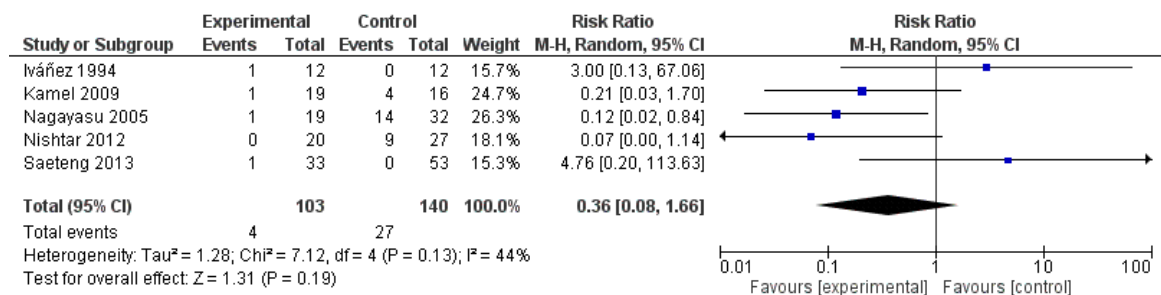 Experimental Control Risk Ratio Risk Ratio
Study or Subgroup Events Total Events Total Weight M-H, Random, 95% CI M-H, Random, 95% CI
Iváñez 1994 1 12 0 12 15.7% 3.00 [0.13, 67.06]
Kamel 2009 1 19 4 16 24.7% 0.21 [0.03, 1.70]
Nagayasu 2005 1 19 14 32 26.3% 0.12 [0.02, 0.84]
Nishtar 2012 0 20 9 27 18.1% 0.07 [0.00, 1.14]
Saeteng 2013 1 33 0 53 15.3% 4.76 [0.20, 113.63]
Total (95% CI) 103 140 100.0% 0.36 [0.08, 1.66]
Total events 4 27
Heterogeneity: Tau² = 1.28; Chi² = 7.12, df = 4 (P = 0.13); I² = 44%
Test for overall effect: Z = 1.31 (P = 0.19)
0.01 0.1 1 10 100
Favours [experimental] Favours [control]